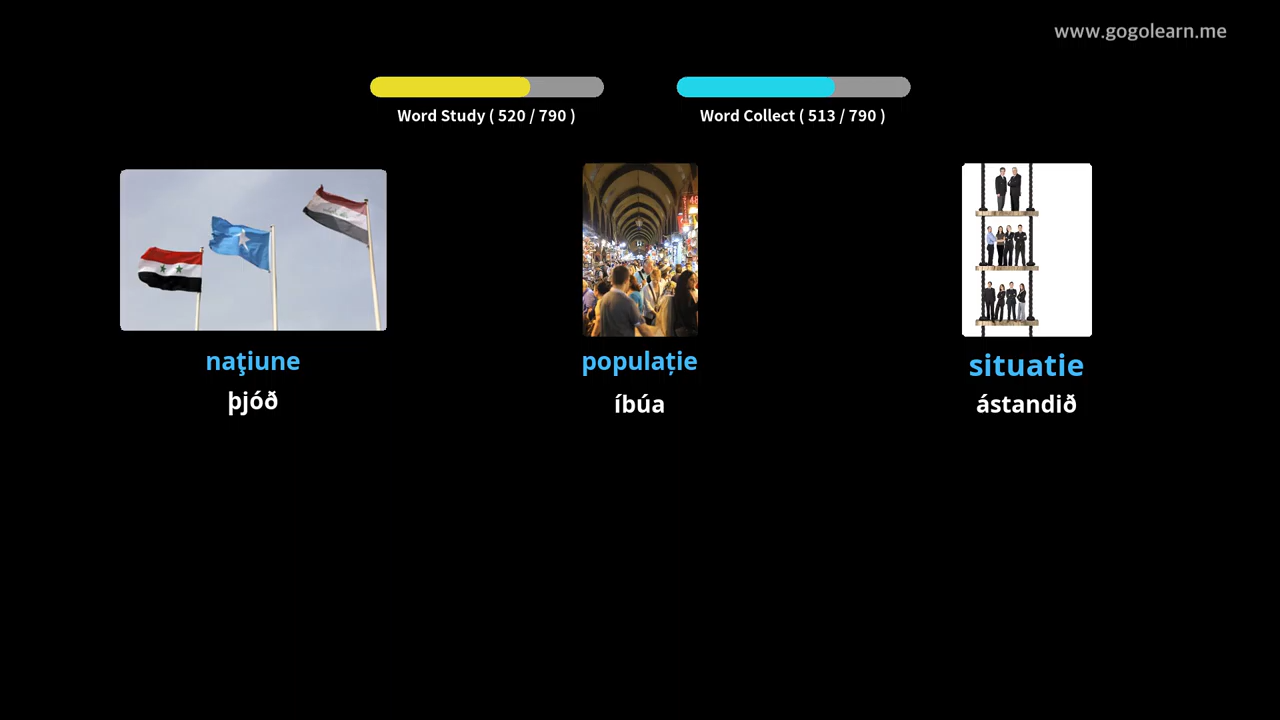 www.gogolearn.me
Word Study ( 520 / 790 )
Word Collect ( 513 / 790 )
naţiune
populație
situatie
þjóð
íbúa
ástandið